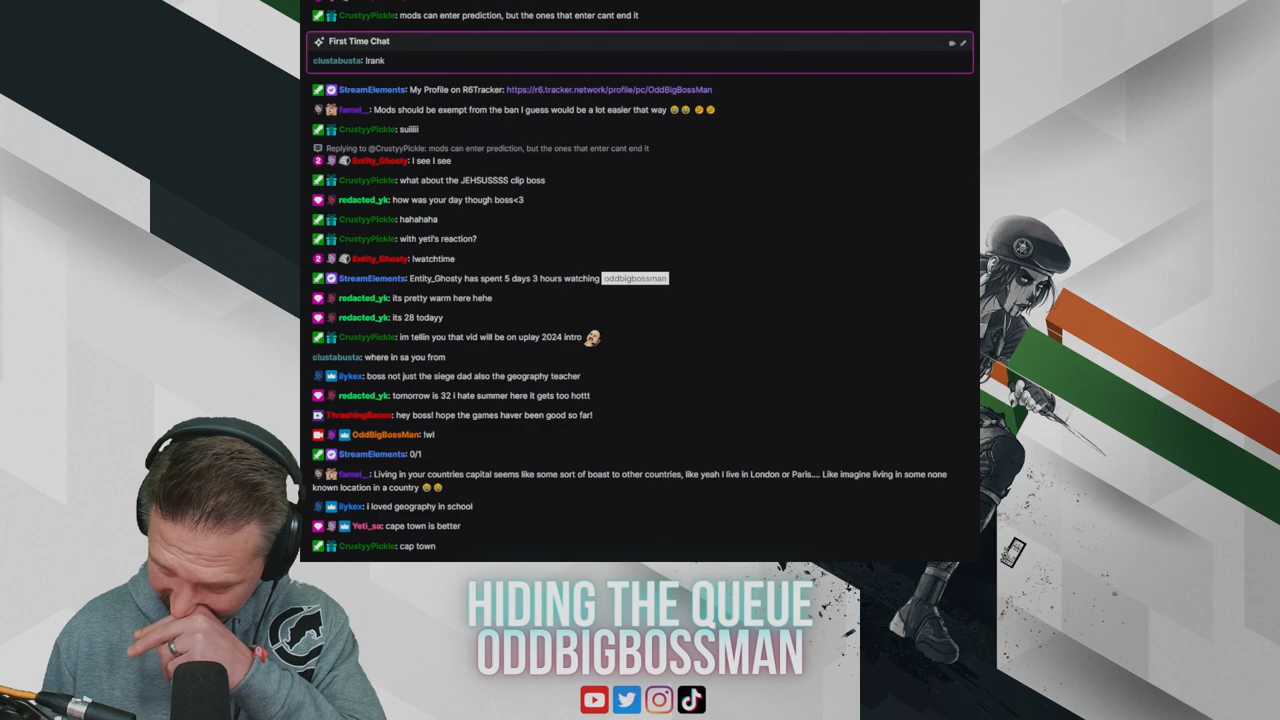 CrustyyPickle: mods can enter prediction, but the ones that enter cant end it
First Time Chat
clustabusta: !rank
StreamElements: My Profile on R6Tracker: https://r6.tracker.network/profile/pc/OddBigBossMan
famei__: Mods should be exempt from the ban I guess would be a lot easier that way
CrustyyPickle: suiiiii
Replying to @CrustyyPickle: mods can enter prediction, but the ones that enter cant end it
2 Entity_Ghosty: I see I see
CrustyyPickle: what about the JEHSUSSSS clip boss
redacted_yk: how was your day though boss<3
CrustyyPickle: hahahaha
CrustyyPickle: with yeti's reaction?
2 Entity_Ghosty: !watchtime
StreamElements: Entity_Ghosty has spent 5 days 3 hours watching oddbigbossman
redacted_yk: its pretty warm here hehe
redacted_yk: its 28 todayy
CrustyyPickle: im tellin you that vid will be on uplay 2024 intro
clustabusta: where in sa you from
ilykex: boss not just the siege dad also the geography teacher
redacted_yk: tomorrow is 32 i hate summer here it gets too hottt
ThrashingRecon: hey boss! hope the games haver been good so far!
OddBigBossMan: !wl
StreamElements: 0/1
famei__: Living in your countries capital seems like some sort of boast to other countries, like yeah I live in London or Paris.... Like imagine living in some none
known location in a country
ilykex: i loved geography in school
Yeti_sa: cape town is better
CrustyyPickle: cap town
HIDING THE QUEUE
ODDBIGBOSSMAN